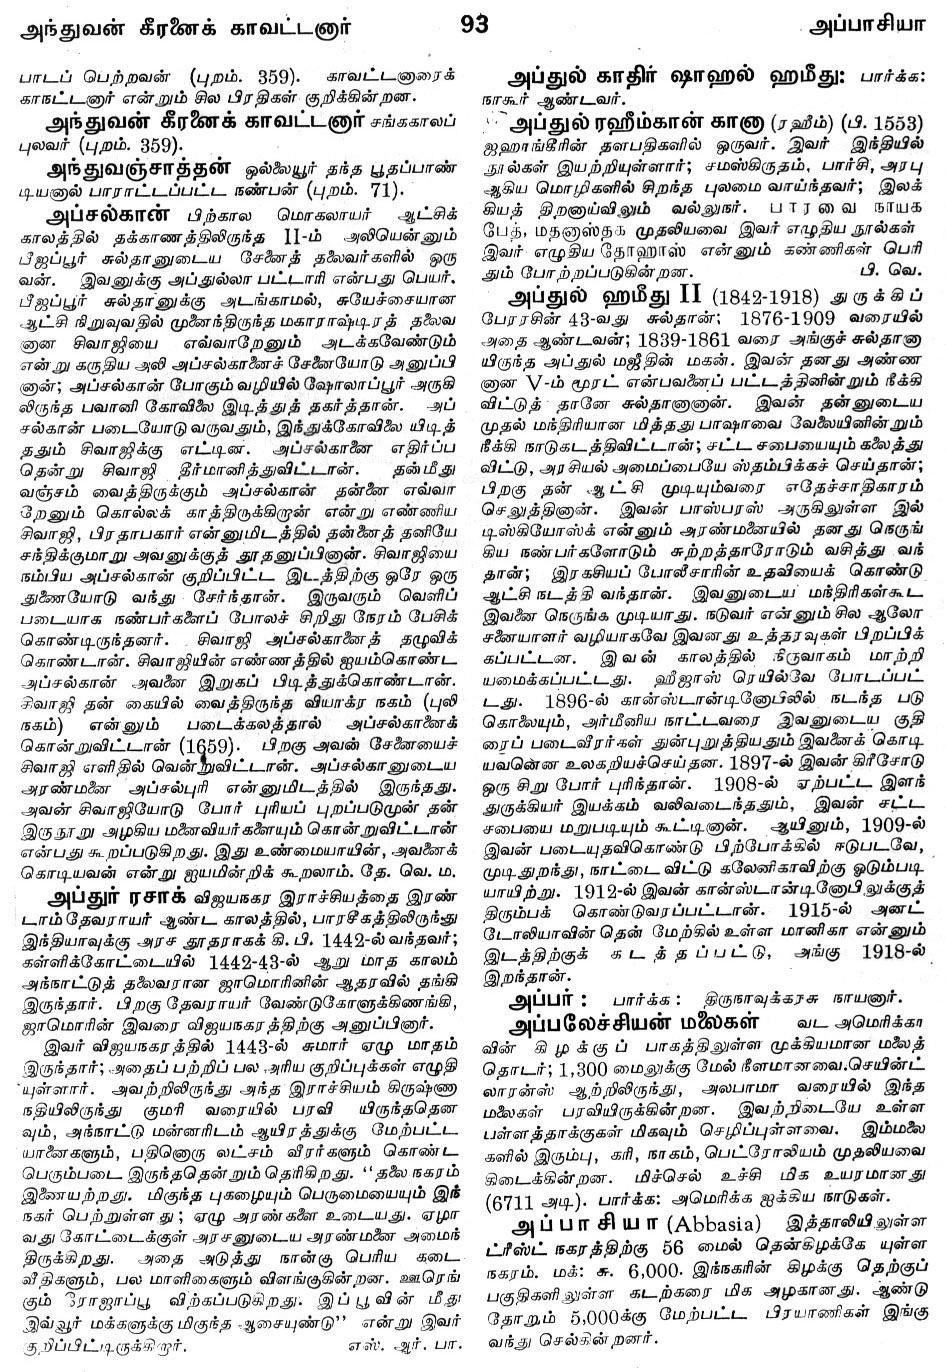 அந்துவன் கீரனைக் காவட்டனார்
93
அப்பாசியா
பாடப் பெற்றவன் (புறம். 359). காவட்டனாரைக்
காநட்டனார் என்றும் சில பிரதிகள் குறிக்கின்றன.
அந்துவன் கீரனைக் காவட்டனார் சங்ககாலப்
புலவர் (புறம். 359).
அந்துவஞ்சாத்தன் ஒல்லையூர் தந்த பூதப்பாண்
டியனால் பாராட்டப்பட்ட நண்பன் (புறம். 71).
அப்சல்கான் பிற்கால மொகலாயர் ஆட்சிக்
காலத்தில் தக்காணத்திலிருந்த II-ம் அலியென்னும்
பீஜப்பூர் சுல்தானுடைய சேனைத் தலைவர்களில் ஒரு
வன். இவனுக்கு அப்துல்லா பட்டாரி என்பது பெயர்.
பீஜப்பூர் சுல்தானுக்கு அடங்காமல், சுயேச்சையான
ஆட்சி நிறுவுவதில் முனைந்திருந்த மகாராஷ்டிரத் தலைவ
னான சிவாஜியை எவ்வாறேனும் அடக்கவேண்டும்
என்று கருதிய அலி அப்சல்கானைச் சேனையோடு அனுப்பி
னான்; அப்சல்கான் போகும் வழியில் ஷோலாப்பூர் அருகி
லிருந்த பவானி கோவிலை இடித்துத் தகர்த்தான். அப்
சல்கான் படையோடு வருவதும், இந்துக்கோவிலை யிடித்
ததும் சிவாஜிக்கு எட்டின. அப்சல்கானை எதிர்ப்ப
தென்று சிவாஜி தீர்மானித்துவிட்டான். தன்மீது
வஞ்சம் வைத்திருக்கும் அப்சல்கான் தன்னை எவ்வா
றேனும் கொல்லக் காத்திருக்கிறான் என்று எண்ணிய
சிவாஜி, பிரதாபகார் என்னுமிடத்தில் தன்னைத் தனியே
சந்திக்குமாறு அவனுக்குத் தூதனுப்பினான். சிவாஜியை
நம்பிய அப்சல்கான் குறிப்பிட்ட இடத்திற்கு ஒரே ஒரு
துணையோடு வந்து சேர்ந்தான். இருவரும் வெளிப்
படையாக நண்பர்களைப் போலச் சிறிது நேரம் பேசிக்
கொண்டிருந்தனர். சிவாஜி அப்சல்கானைத் தழுவிக்
கொண்டான். சிவாஜியின் எண்ணத்தில் ஐயம்கொண்ட
அப்சல்கான் அவனை இறுகப் பிடித்துக்கொண்டான்.
சிவாஜி தன் கையில் வைத்திருந்த வியாக்ர நகம் (புலி
நகம்) என்னும் படைக்கலத்தால் அப்சல்கானைக்
கொன்றுவிட்டான் (1659). பிறகு அவன் சேனையைச்
சிவாஜி எளிதில் வென்றுவிட்டான். அப்சல்கானுடைய
அரண்மனை அப்சல்புரி என்னுமிடத்தில் இருந்தது.
அவன் சிவாஜியோடு போர் புரியப் புறப்படுமுன் தன்
இருநூறு அழகிய மனைவியர்களையும் கொன்றுவிட்டான்
என்பது கூறப்படுகிறது. இது உண்மையாயின், அவனைக்
கொடியவன் என்று ஐயமின்றிக் கூறலாம். தே. வெ. ம.
அப்துர் ரசாக் விஜயநகர இராச்சியத்தை இரண்
டாம்தேவராயர் ஆண்ட காலத்தில், பாரசீகத்திலிருந்து
இந்தியாவுக்கு அரச தூதராகக் கி. பி. 1442-ல் வந்தவர்;
கள்ளிக்கோட்டையில் 1442-43-ல் ஆறு மாத காலம்
அந்நாட்டுத் தலைவரான ஜாமொரினின் ஆதரவில் தங்கி
இருந்தார். பிறகு தேவராயர் வேண்டுகோளுக்கிணங்கி,
ஜாமொரின் இவரை விஜயநகரத்திற்கு அனுப்பினார்.
இவர் விஜயநகரத்தில் 1443-ல் சுமார் ஏழு மாதம்
இருந்தார்; அதைப் பற்றிப் பல அரிய குறிப்புக்கள் எழுதி
யுள்ளார். அவற்றிலிருந்து அந்த இராச்சியம் கிருஷ்ணா
நதியிலிருந்து குமரி வரையில் பரவி யிருந்ததென
வும், அந்நாட்டு மன்னரிடம் ஆயிரத்துக்கு மேற்பட்ட
யானைகளும், பதினொரு லட்சம் வீரர்களும் கொண்ட
பெரும்படை இருந்ததென்றும் தெரிகிறது. “தலை நகரம்
இணையற்றது. மிகுந்த புகழையும் பெருமையையும் இந்
நகர் பெற்றுள்ளது; ஏழு அரண்களை உடையது. ஏழா
வது கோட்டைக்குள் அரசனுடைய அரண்மனை அமைந்
திருக்கிறது. அதை அடுத்து நான்கு பெரிய கடை
வீதிகளும், பல மாளிகைகளும் விளங்குகின்றன. ஊரெங்
கும் ரோஜாப்பூ விற்கப்படுகிறது. இப்பூவின் மீது
இவ்வூர் மக்களுக்கு மிகுந்த ஆசையுண்டு” என்று இவர்
குறிப்பிட்டிருக்கிறார். எஸ். ஆர். பா.
அப்துல் காதிர் ஷாஹல் ஹமீது: பார்க்க:
நாகூர் ஆண்டவர்.
அப்துல் ரஹீம்கான் கானா (ரஹீம்) (பி. 1553)
ஜஹாங்கீரின் தளபதிகளில் ஒருவர். இவர் இந்தியில்
நூல்கள் இயற்றியுள்ளார்; சமஸ்கிருதம், பார்சி, அரபு
ஆகிய மொழிகளில் சிறந்த புலமை வாய்ந்தவர்; இலக்
கியத் திறனாய்விலும் வல்லுநர். பாரவை நாயக
பேத், மதனாஸ்தக முதலியவை இவர் எழுதிய நூல்கள்
இவர் எழுதிய தோஹாஸ் என்னும் கண்ணிகள் பெரி
தும் போற்றப்படுகின்றன. பி. வெ.
அப்துல் ஹமீது II (1842-1918) துருக்கிப்
பேரரசின் 43-வது சுல்தான்; 1876-1909 வரையில்
அதை ஆண்டவன்; 1839-1861 வரை அங்குச் சுல்தானா
யிருந்த அப்துல் மஜீதின் மகன். இவன் தனது அண்ண
னான V-ம் மூரட் என்பவனைப் பட்டத்தினின்றும் நீக்கி
விட்டுத் தானே சுல்தானானான். இவன் தன்னுடைய
முதல் மந்திரியான மித்தது பாஷாவை வேலையினின்றும்
நீக்கி நாடுகடத்திவிட்டான்; சட்டசபையையும் கலைத்து
விட்டு, அரசியல் அமைப்பையே ஸ்தம்பிக்கச் செய்தான்;
பிறகு தன் ஆட்சி முடியும்வரை எதேச்சாதிகாரம்
செலுத்தினான். இவன் பாஸ்பரஸ் அருகிலுள்ள இல்
டிஸ்கியோஸ்க் என்னும் அரண்மனையில் தனது நெருங்
கிய நண்பர்களோடும் சுற்றத்தாரோடும் வசித்து வந்
தான்; இரகசியப் போலீசாரின் உதவியைக் கொண்டு
ஆட்சி நடத்தி வந்தான். இவனுடைய மந்திரிகள்கூட
இவனை நெருங்க முடியாது. நடுவர் என்னும் சில ஆலோ
சனையாளர் வழியாகவே இவனது உத்தரவுகள் பிறப்பிக்
கப்பட்டன. இவன் காலத்தில் நிருவாகம் மாற்றி
யமைக்கப்பட்டது. ஹீஜாஸ் ரெயில்வே போடப்பட்
டது. 1896-ல் கான்ஸ்டான்டினோபிலில் நடந்த படு
கொலையும், அர்மீனிய நாட்டவரை இவனுடைய குதி
ரைப் படைவீரர்கள் துன்புறுத்தியதும் இவனைக் கொடி
யவனென உலகறியச்செய்தன. 1897-ல் இவன் கிரீசோடு
ஒரு சிறு போர் புரிந்தான். 1908-ல் ஏற்பட்ட இளந்
துருக்கியர் இயக்கம் வலிவடைந்ததும், இவன் சட்ட
சபையை மறுபடியும் கூட்டினான். ஆயினும், 1909-ல்
இவன் படையுதவிகொண்டு பிற்போக்கில் ஈடுபடவே,
முடிதுறந்து, நாட்டை விட்டு சலோனிகாவிற்கு ஓடும்படி
யாயிற்று. 1912-ல் இவன் கான்ஸ்டான்டினோபிலுக்குத்
திரும்பக் கொண்டுவரப்பட்டான். 1915-ல் அனட்
டோலியாவின் தென் மேற்கில் உள்ள மானிகா என்னும்
இடத்திற்குக் கடத்தப்பட்டு, அங்கு 1918-ல்
இறந்தான்.
அப்பர்: பார்க்க: திருநாவுக்கரசு நாயனார்.
அப்பலேச்சியன் மலைகள் வட அமெரிக்கா
வின் கிழக்குப் பாகத்திலுள்ள முக்கியமான மலைத்
தொடர்; 1,300 மைலுக்கு மேல் நீளமானவை. செயின்ட்
லாரன்ஸ் ஆற்றிலிருந்து, அலபாமா வரையில் இந்த
மலைகள் பரவியிருக்கின்றன. இவற்றிடையே உள்ள
பள்ளத்தாக்குகள் மிகவும் செழிப்புள்ளவை. இம்மலை
களில் இரும்பு, கரி, நாகம், பெட்ரோலியம் முதலியவை
கிடைக்கின்றன. மிச்செல் உச்சி மிக உயரமானது
(6711 அடி). பார்க்க: அமெரிக்க ஐக்கிய நாடுகள்.
அப்பாசியா (Abbasia) இத்தாலியிலுள்ள
ட்ரீஸ்ட் நகரத்திற்கு 56 மைல் தென்கிழக்கே யுள்ள
நகரம். மக்: சு. 6,000. இந்நகரின் கிழக்கு தெற்குப்
பகுதிகளிலுள்ள கடற்கரை மிக அழகானது. ஆண்டு
தோறும் 5,000க்கு மேற்பட்ட பிரயாணிகள் இங்கு
வந்து செல்கின்றனர்.